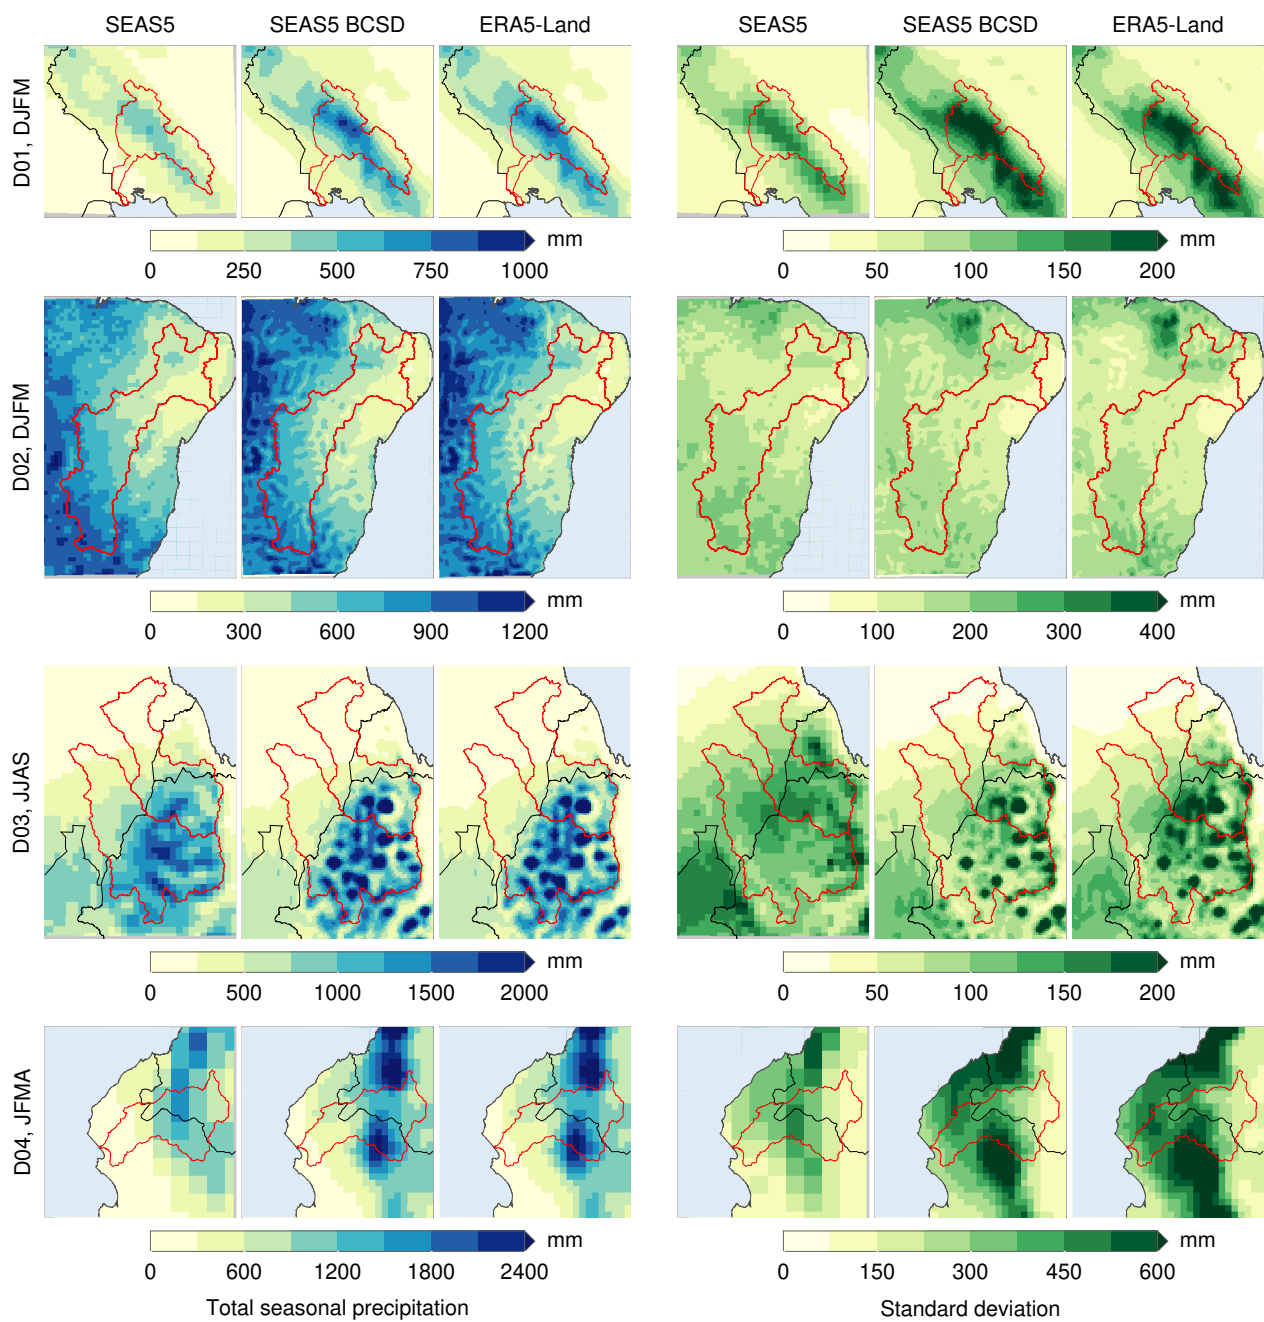 SEAS5 SEAS5 BCSD ERA5-Land SEAS5 SEAS5 BCSD ERA5-Land
D01, DJFM
mm mm
0 250 500 750 1000 0 50 100 150 200
D02, DJFM
mm mm
0 300 600 900 1200 0 100 200 300 400
D03, JJAS
mm mm
0 500 1000 1500 2000 0 50 100 150 200
D04, JFMA
mm mm
0 600 1200 1800 2400 0 150 300 450 600
Total seasonal precipitation Standard deviation